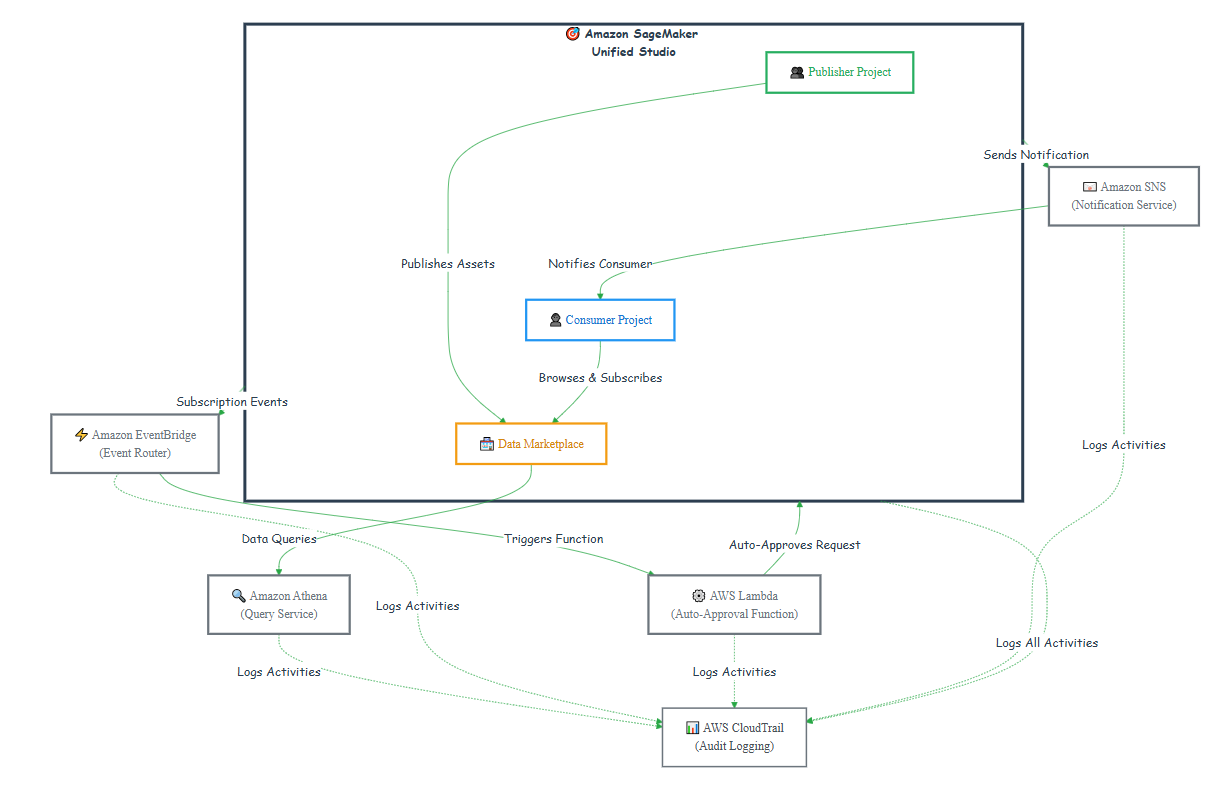 Amazon SageMaker
Unified Studio
Publisher Project
Sends Notification
Amazon SNS
(Notification Service)
Publishes Assets
Notifies Consumer
Consumer Project
Browses & Subscribes
Subscription Events
Amazon EventBridge
(Event Router)
Data Marketplace
Logs Activities
Data Queries
Triggers Function
Auto-Approves Request
Amazon Athena
(Query Service)
Logs Activities
AWS Lambda
(Auto-Approval Function)
Logs All Activities
Logs Activities
Logs Activities
AWS CloudTrail
(Audit Logging)